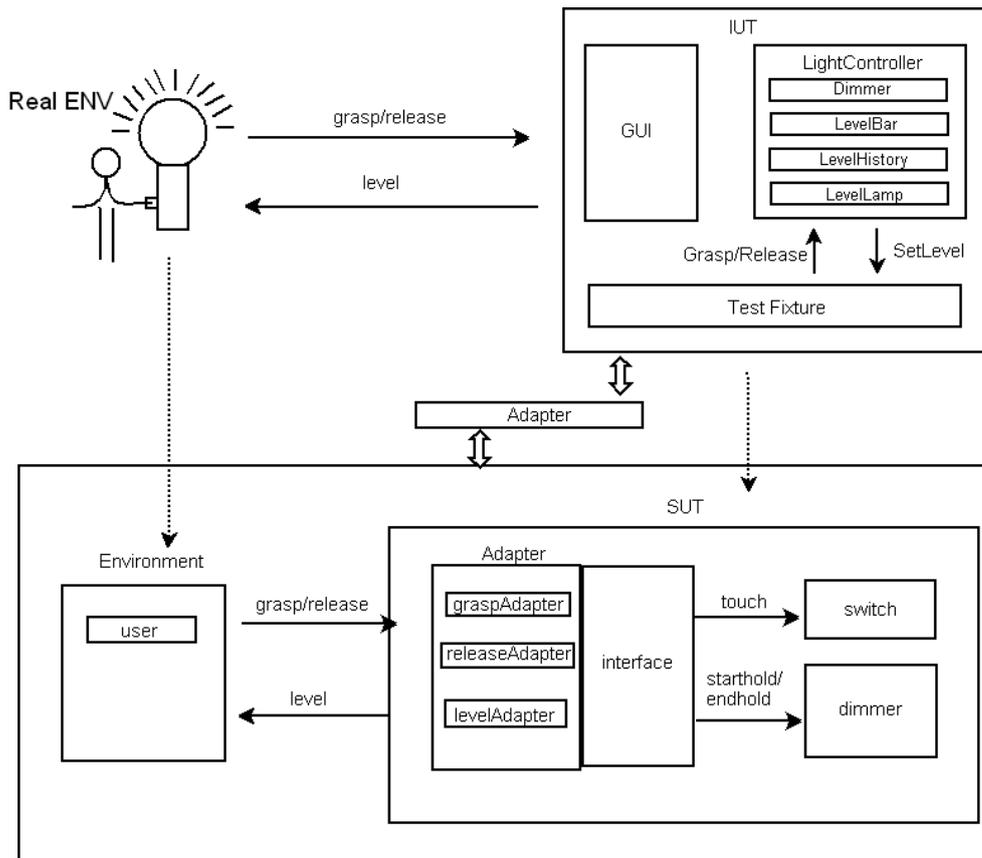 IUT
LightController
Dimmer
LevelBar
LevelHistory
LevelLamp
GUI
Real ENV
grasp/release
level
Grasp/Release
SetLevel
Test Fixture
Adapter
SUT
Environment
user
grasp/release
level
Adapter
graspAdapter
releaseAdapter
levelAdapter
interface
touch
switch
starthold/
endhold
dimmer